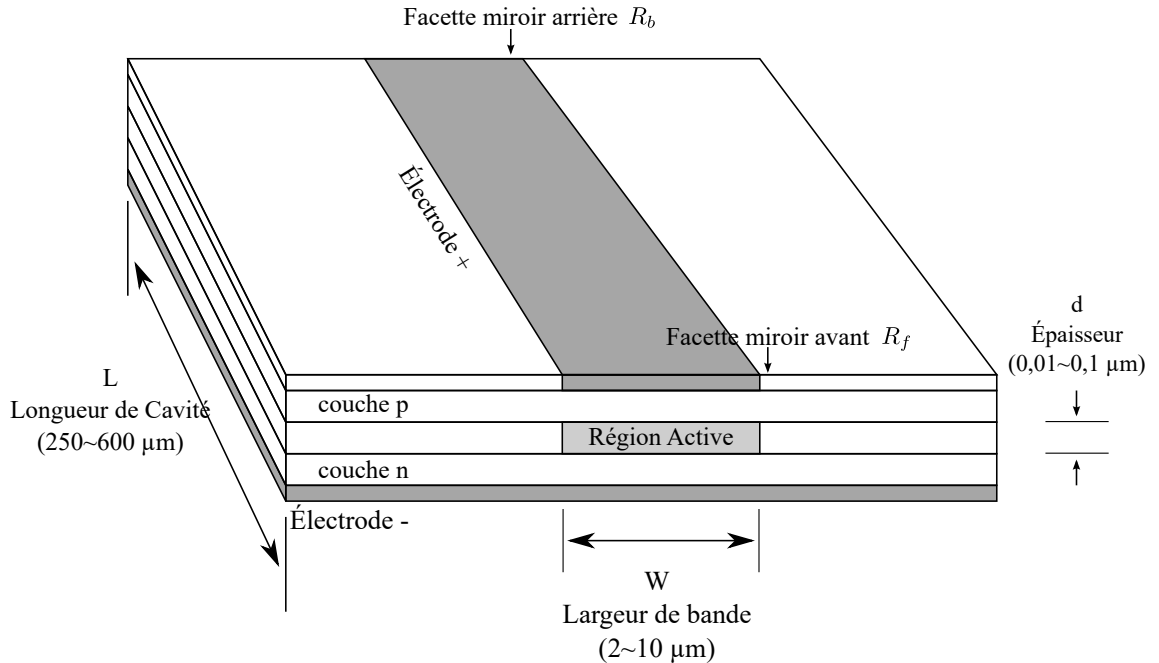 Facette miroir arrière R_b
Électrode +
Facette miroir avant R_f
d
Épaisseur
(0,01~0,1 µm)
L
Longueur de Cavité
(250~600 µm)
couche p
Région Active
couche n
Électrode -
W
Largeur de bande
(2~10 µm)